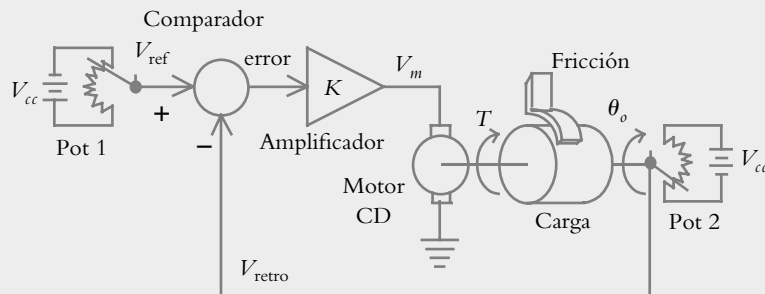 Comparador
V_ref
error
V_cc
K
V_m
Fricción
+
−
Amplificador
T
θ_o
Pot 1
Motor
CD
Carga
Pot 2
V_cc
V_retro